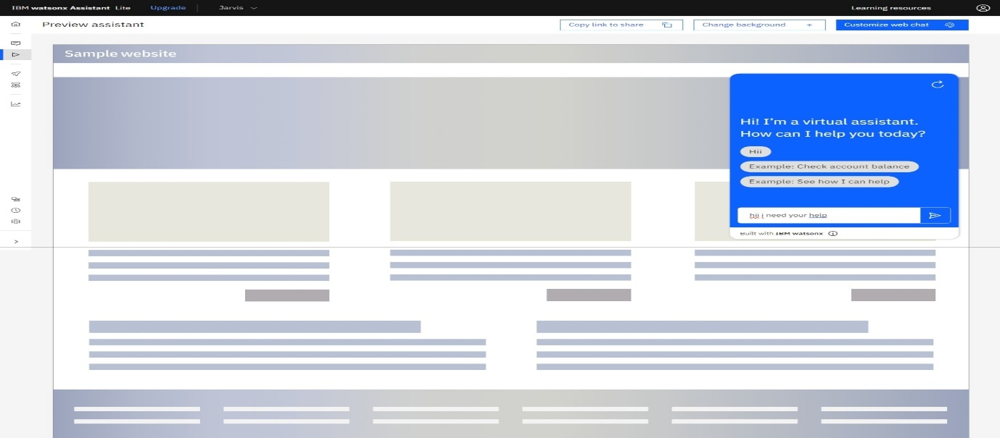 IBM watsonx Assistant Lite Upgrade Jarvis Learning resources
Preview assistant Copy link to share Change background + Customize web chat
Sample website
Hi! I'm a virtual assistant.
How can I help you today?
Hii
Example: Check account balance
Example: See how I can help
hii i need your help
Built with IBM watsonx